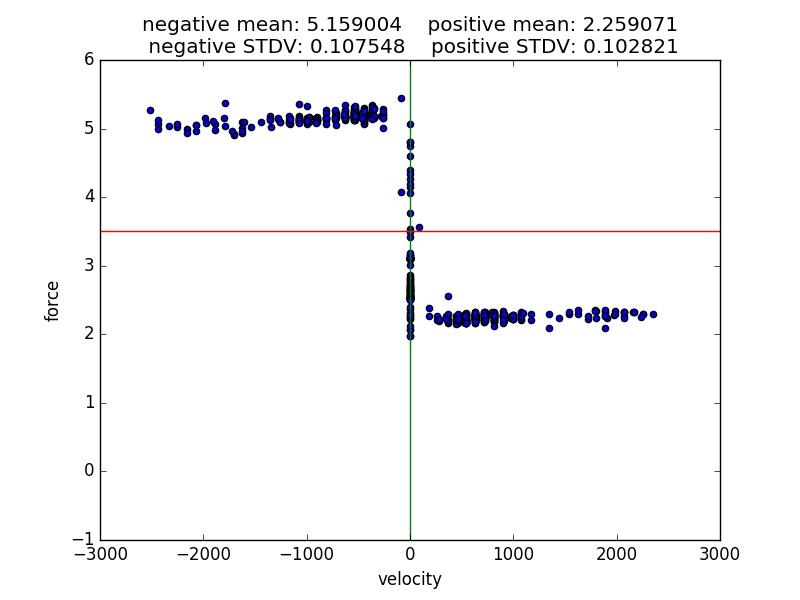 negative mean: 5.159004    positive mean: 2.259071
negative STDV: 0.107548    positive STDV: 0.102821
6
5
4
3
2
1
0
−1
force
−3000 −2000 −1000 0 1000 2000 3000
velocity